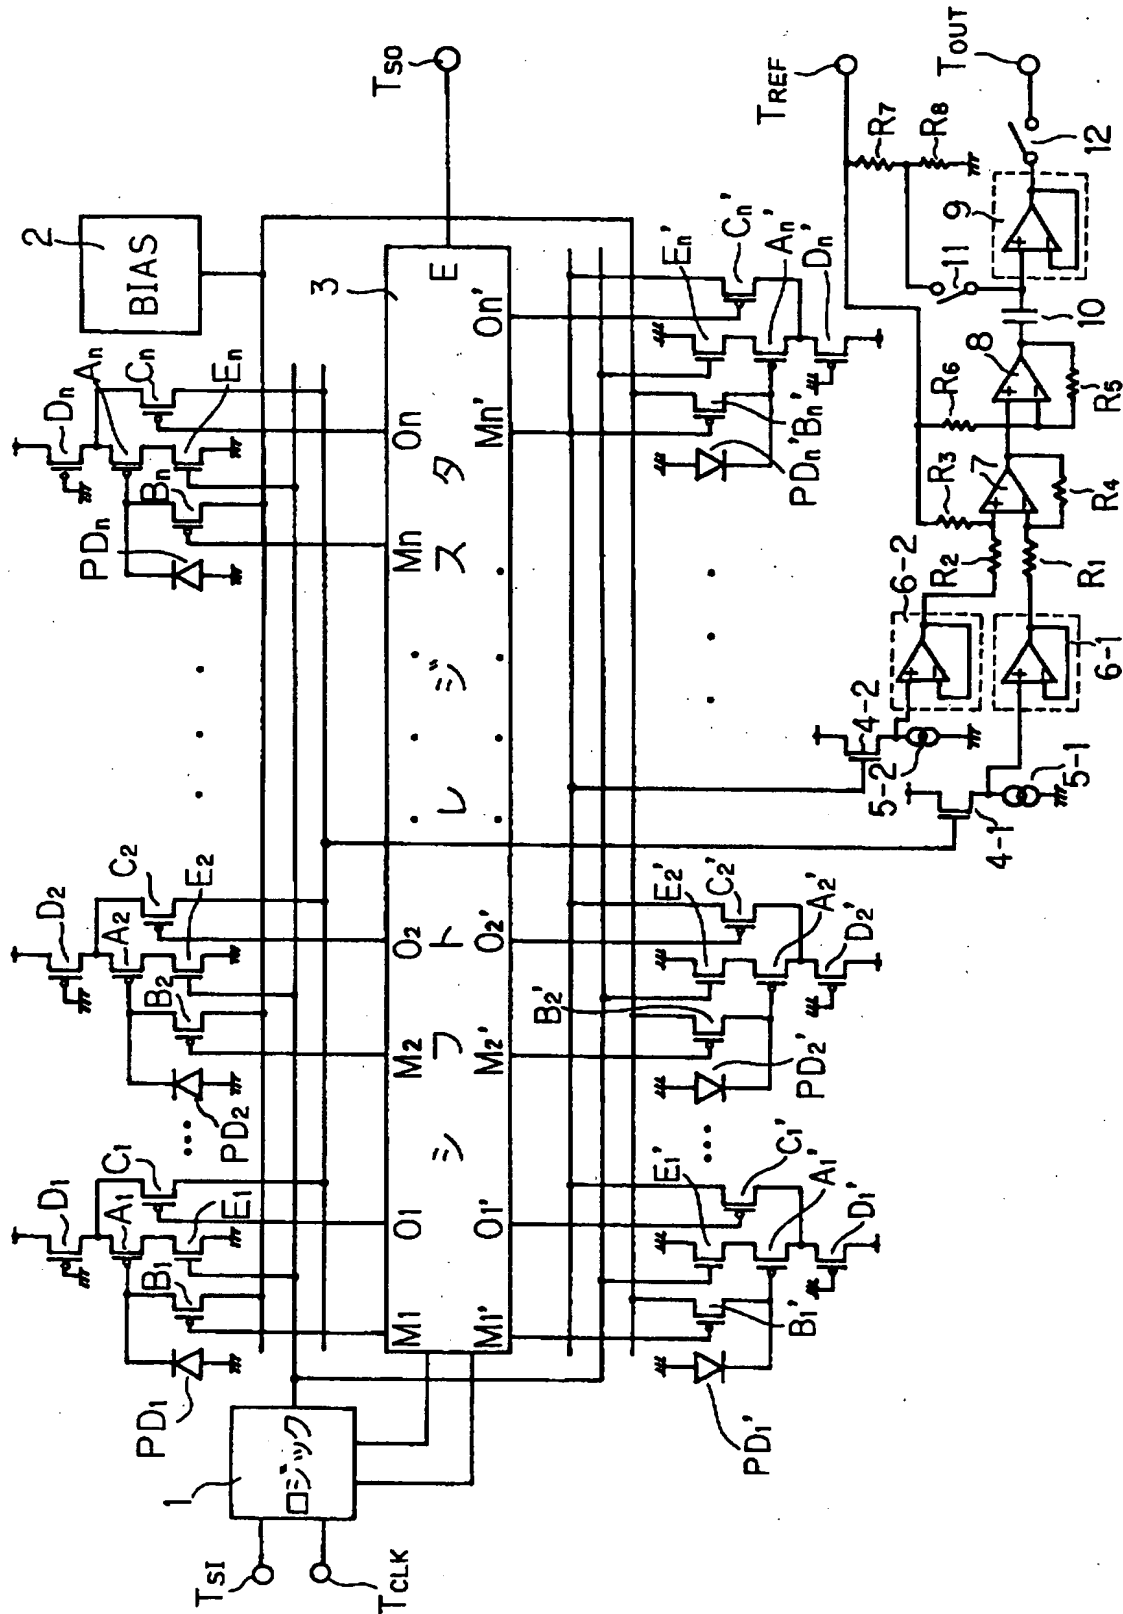 TSI
TCLK
1
ロジック
2
BIAS
3
シフトレジスタ
M1
O1
M2
O2
Mn
On
E
M1'
O1'
M2'
O2'
Mn'
On'
TSO
PD1
B1
A1
D1
C1
E1
PD2
B2
A2
D2
C2
E2
PDn
Bn
An
Dn
Cn
En
PD1'
B1'
E1'
A1'
D1'
C1'
PD2'
B2'
E2'
A2'
D2'
C2'
PDn'
Bn'
En'
An'
Dn'
Cn'
4-1
5-1
4-2
5-2
6-1
6-2
R1
R2
R3
R4
7
+
−
R5
R6
8
+
−
10
11
9
+
−
12
R7
R8
TREF
TOUT